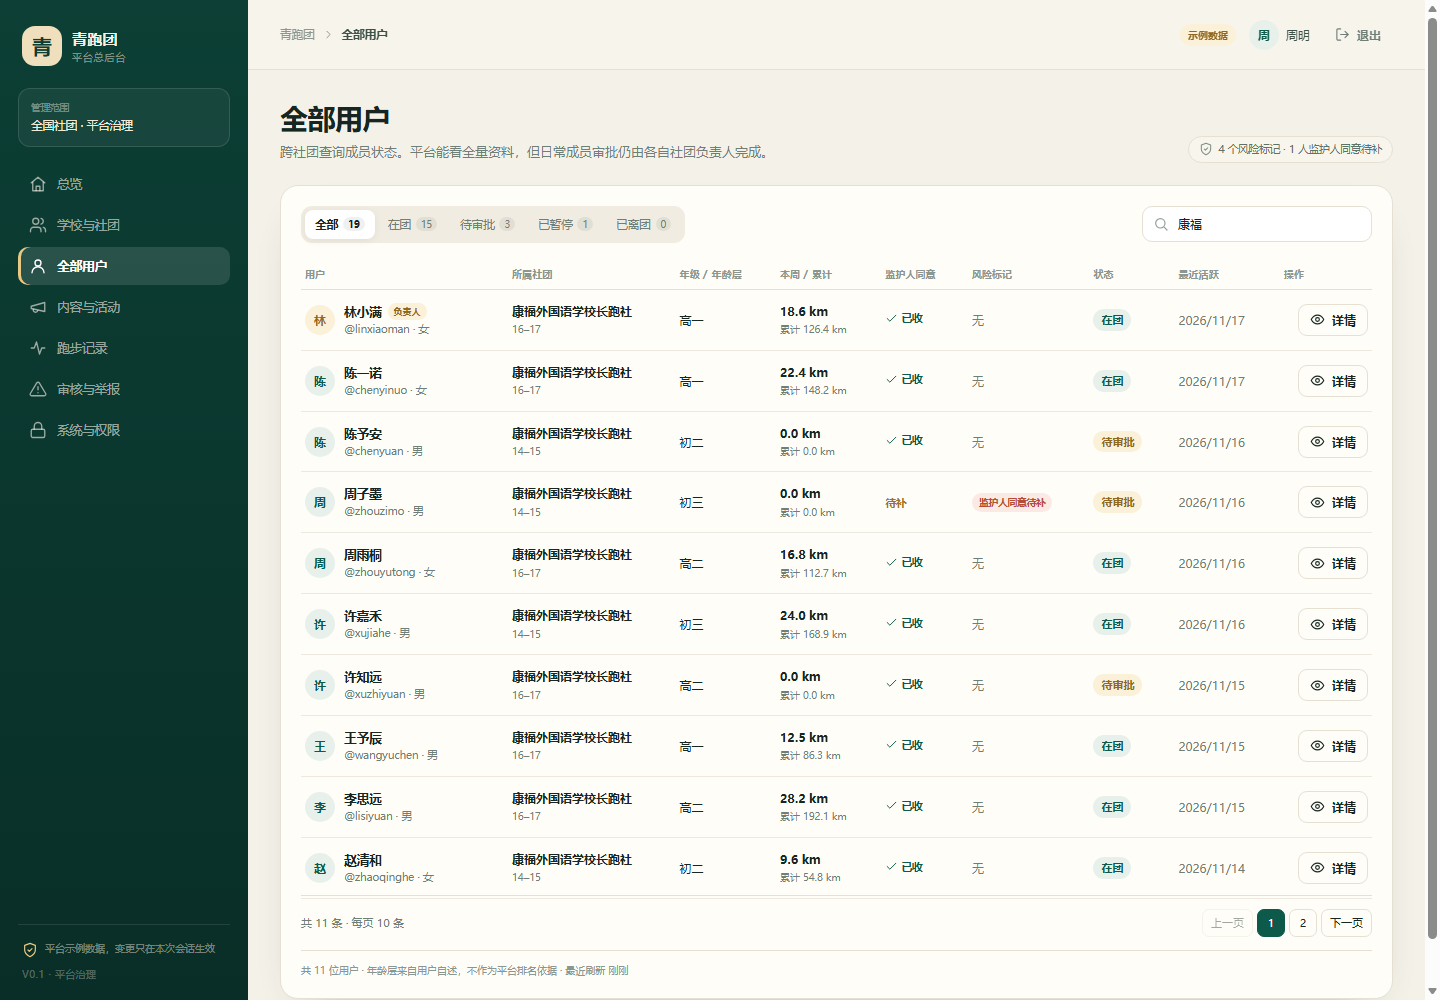 青
青跑团
平台总后台
管理范围
全国社团 · 平台治理
总览
学校与社团
全部用户
内容与活动
跑步记录
审核与举报
系统与权限
平台示例数据，变更只在本次会话生效
V0.1 · 平台治理
青跑团 > 全部用户
示例数据 周 周明 退出
全部用户
跨社团查询成员状态。平台能看全量资料，但日常成员审批仍由各自社团负责人完成。
4 个风险标记 · 1 人监护人同意待补
全部 19 在团 15 待审批 3 已暂停 1 已离团 0
康福
用户 所属社团 年级 / 年龄层 本周 / 累计 监护人同意 风险标记 状态 最近活跃 操作
林 林小满 负责人 康福外国语学校长跑社 高一 18.6 km 已收 无 在团 2026/11/17 详情
@linxiaoman · 女 16–17 累计 126.4 km
陈 陈一诺 康福外国语学校长跑社 高一 22.4 km 已收 无 在团 2026/11/17 详情
@chenyinuo · 女 16–17 累计 148.2 km
陈 陈予安 康福外国语学校长跑社 初二 0.0 km 已收 无 待审批 2026/11/16 详情
@chenyuan · 男 14–15 累计 0.0 km
周 周子墨 康福外国语学校长跑社 初三 0.0 km 待补 监护人同意待补 待审批 2026/11/16 详情
@zhouzimo · 男 14–15 累计 0.0 km
周 周雨桐 康福外国语学校长跑社 高二 16.8 km 已收 无 在团 2026/11/16 详情
@zhouyutong · 女 16–17 累计 112.7 km
许 许嘉禾 康福外国语学校长跑社 初三 24.0 km 已收 无 在团 2026/11/16 详情
@xujiahe · 男 14–15 累计 168.9 km
许 许知远 康福外国语学校长跑社 高二 0.0 km 已收 无 待审批 2026/11/15 详情
@xuzhiyuan · 男 16–17 累计 0.0 km
王 王予辰 康福外国语学校长跑社 高一 12.5 km 已收 无 在团 2026/11/15 详情
@wangyuchen · 男 16–17 累计 86.3 km
李 李思远 康福外国语学校长跑社 高二 28.2 km 已收 无 在团 2026/11/15 详情
@lisiyuan · 男 16–17 累计 192.1 km
赵 赵清和 康福外国语学校长跑社 初二 9.6 km 已收 无 在团 2026/11/14 详情
@zhaoqinghe · 女 14–15 累计 54.8 km
共 11 条 · 每页 10 条 上一页 1 2 下一页
共 11 位用户 · 年龄层来自用户自述，不作为平台排名依据 · 最近刷新 刚刚